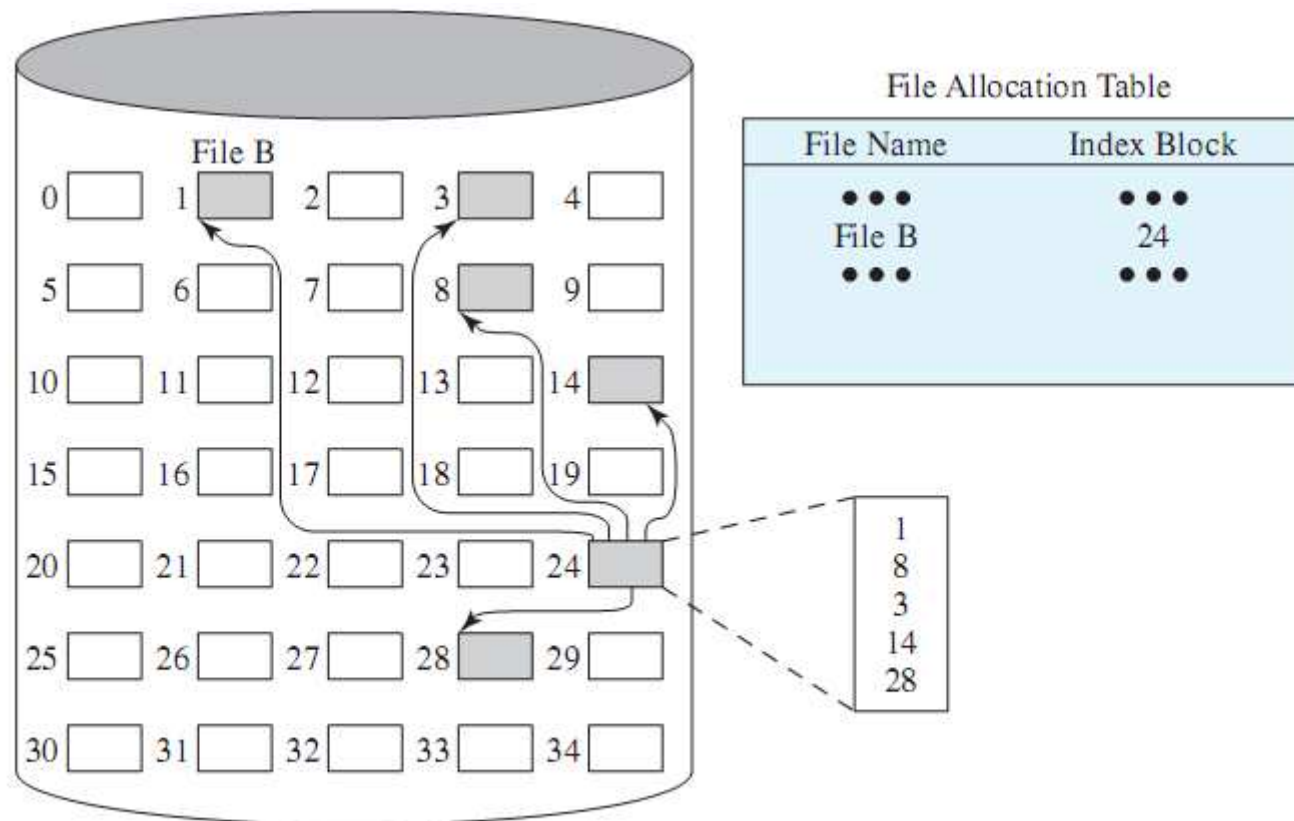 File B
0 1 2 3 4
5 6 7 8 9
10 11 12 13 14
15 16 17 18 19
20 21 22 23 24
25 26 27 28 29
30 31 32 33 34
File Allocation Table
File Name Index Block
••• •••
File B 24
••• •••
1
8
3
14
28